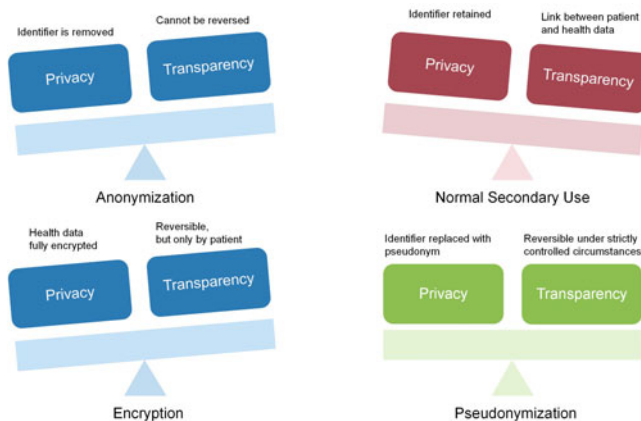 Identifier is removed
Cannot be reversed
Privacy
Transparency
Anonymization
Identifier retained
Link between patient
and health data
Privacy
Transparency
Normal Secondary Use
Health data
fully encrypted
Reversible,
but only by patient
Privacy
Transparency
Encryption
Identifier replaced with
pseudonym
Reversible under strictly
controlled circumstances
Privacy
Transparency
Pseudonymization